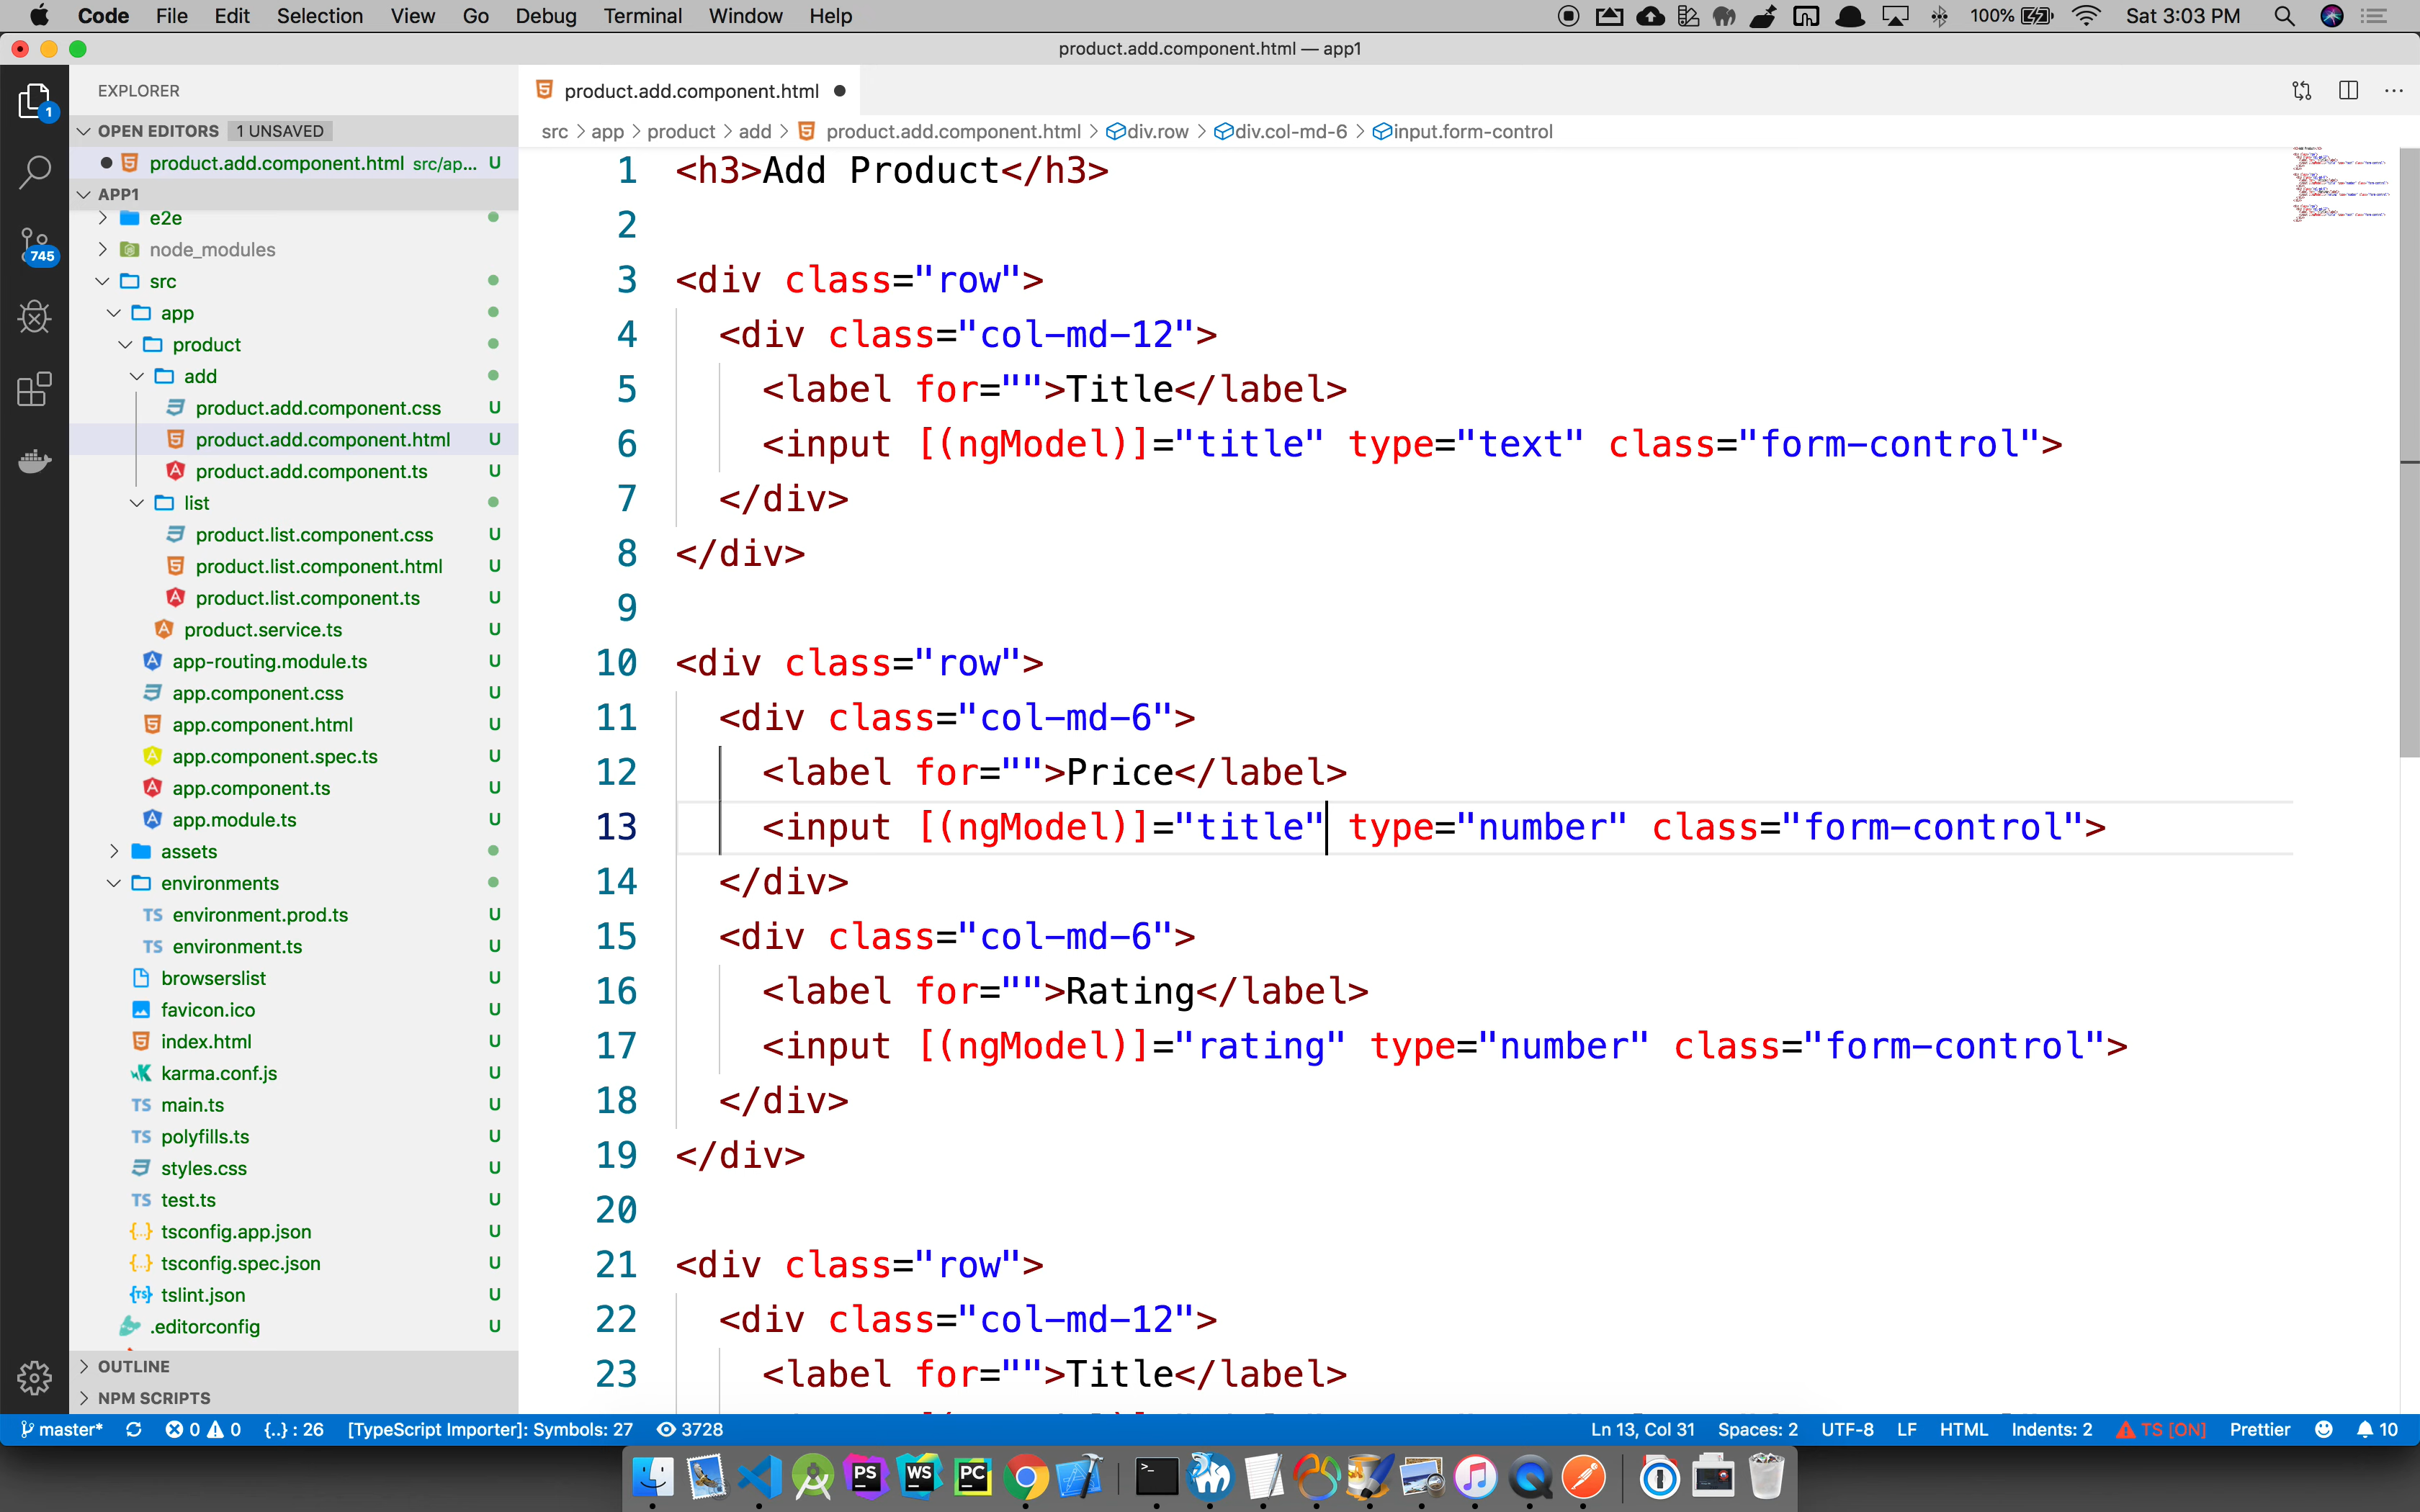 Code File Edit Selection View Go Debug Terminal Window Help 100% Sat 3:03 PM
product.add.component.html — app1
EXPLORER
product.add.component.html
OPEN EDITORS 1 UNSAVED
src > app > product > add > product.add.component.html > div.row > div.col-md-6 > input.form-control
product.add.component.html src/ap... U
APP1
e2e
node_modules
src
app
product
add
product.add.component.css U
product.add.component.html U
product.add.component.ts U
list
product.list.component.css U
product.list.component.html U
product.list.component.ts U
product.service.ts U
app-routing.module.ts U
app.component.css U
app.component.html U
app.component.spec.ts U
app.component.ts U
app.module.ts U
assets
environments
TS environment.prod.ts U
TS environment.ts U
browserslist U
favicon.ico U
index.html U
karma.conf.js U
TS main.ts U
TS polyfills.ts U
styles.css U
TS test.ts U
{..} tsconfig.app.json U
{..} tsconfig.spec.json U
{TS} tslint.json U
.editorconfig U
OUTLINE
NPM SCRIPTS
1
745
1 <h3>Add Product</h3>
2
3 <div class="row">
4 <div class="col-md-12">
5 <label for="">Title</label>
6 <input [(ngModel)]="title" type="text" class="form-control">
7 </div>
8 </div>
9
10 <div class="row">
11 <div class="col-md-6">
12 <label for="">Price</label>
13 <input [(ngModel)]="title" type="number" class="form-control">
14 </div>
15 <div class="col-md-6">
16 <label for="">Rating</label>
17 <input [(ngModel)]="rating" type="number" class="form-control">
18 </div>
19 </div>
20
21 <div class="row">
22 <div class="col-md-12">
23 <label for="">Title</label>
master* 0 0 {..} : 26 [TypeScript Importer]: Symbols: 27 3728 Ln 13, Col 31 Spaces: 2 UTF-8 LF HTML Indents: 2 TS [ON] Prettier 10
PS WS PC